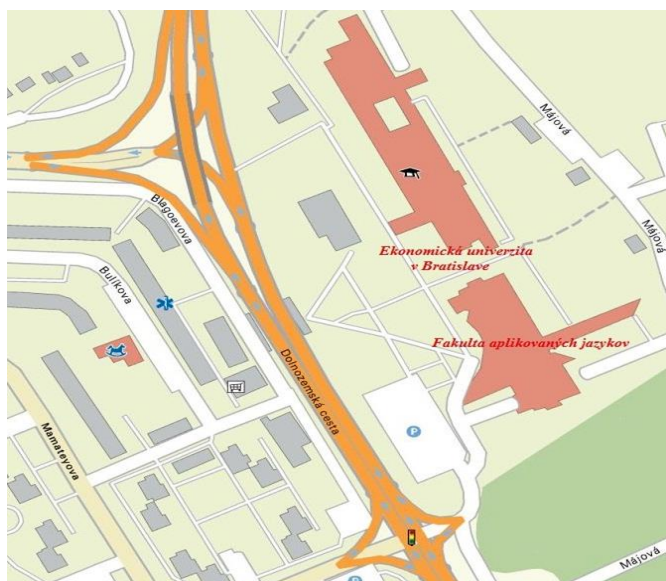 Májová
Blagoevova
Ekonomická univerzita
v Bratislave
Májová
Bulíkova
Fakulta aplikovaných jazykov
Dolnozemská cesta
P
Mamateyova
Májová
P